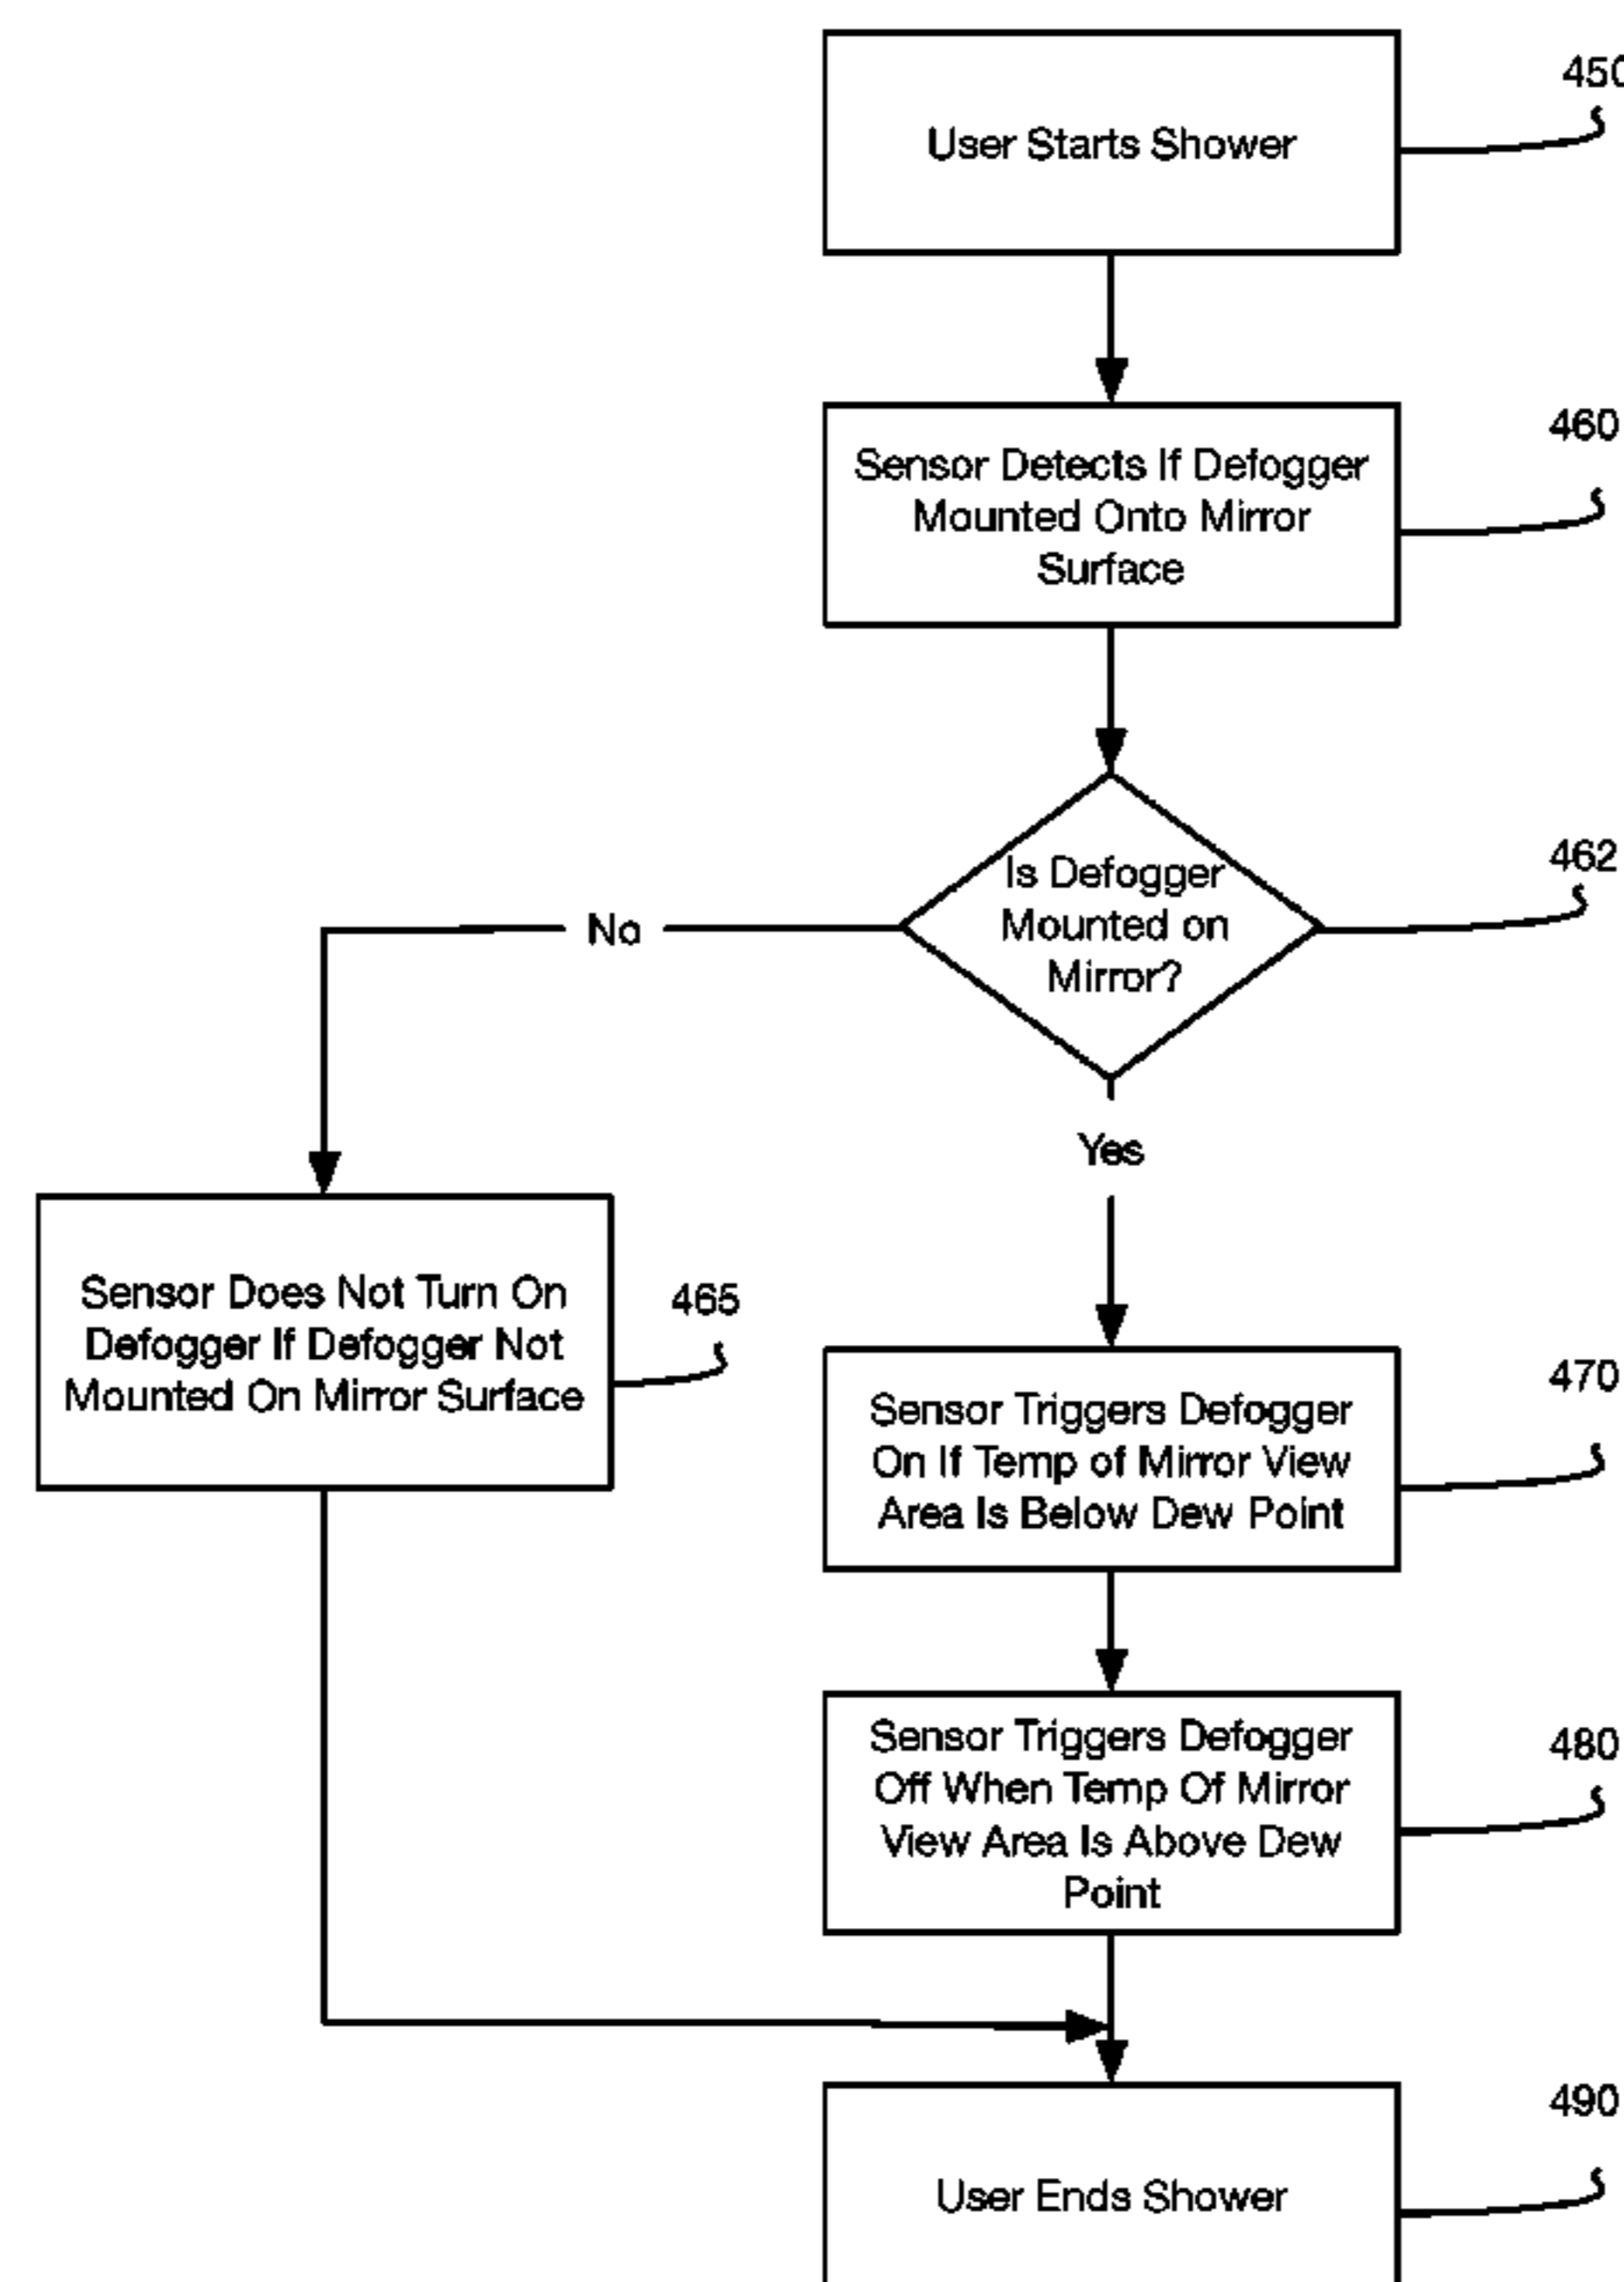 User Starts Shower
450
Sensor Detects If Defogger
Mounted Onto Mirror
Surface
460
Is Defogger
Mounted on
Mirror?
462
No
Yes
Sensor Does Not Turn On
Defogger If Defogger Not
Mounted On Mirror Surface
465
Sensor Triggers Defogger
On If Temp of Mirror View
Area Is Below Dew Point
470
Sensor Triggers Defogger
Off When Temp Of Mirror
View Area Is Above Dew
Point
480
User Ends Shower
490